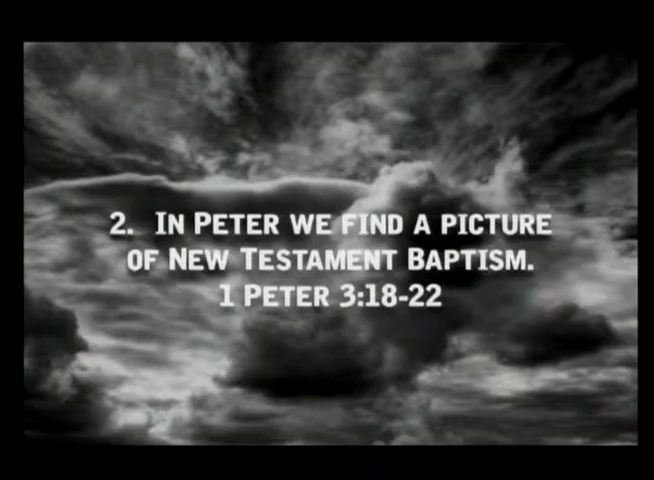 2. In Peter we find a picture
of New Testament Baptism.
1 Peter 3:18-22